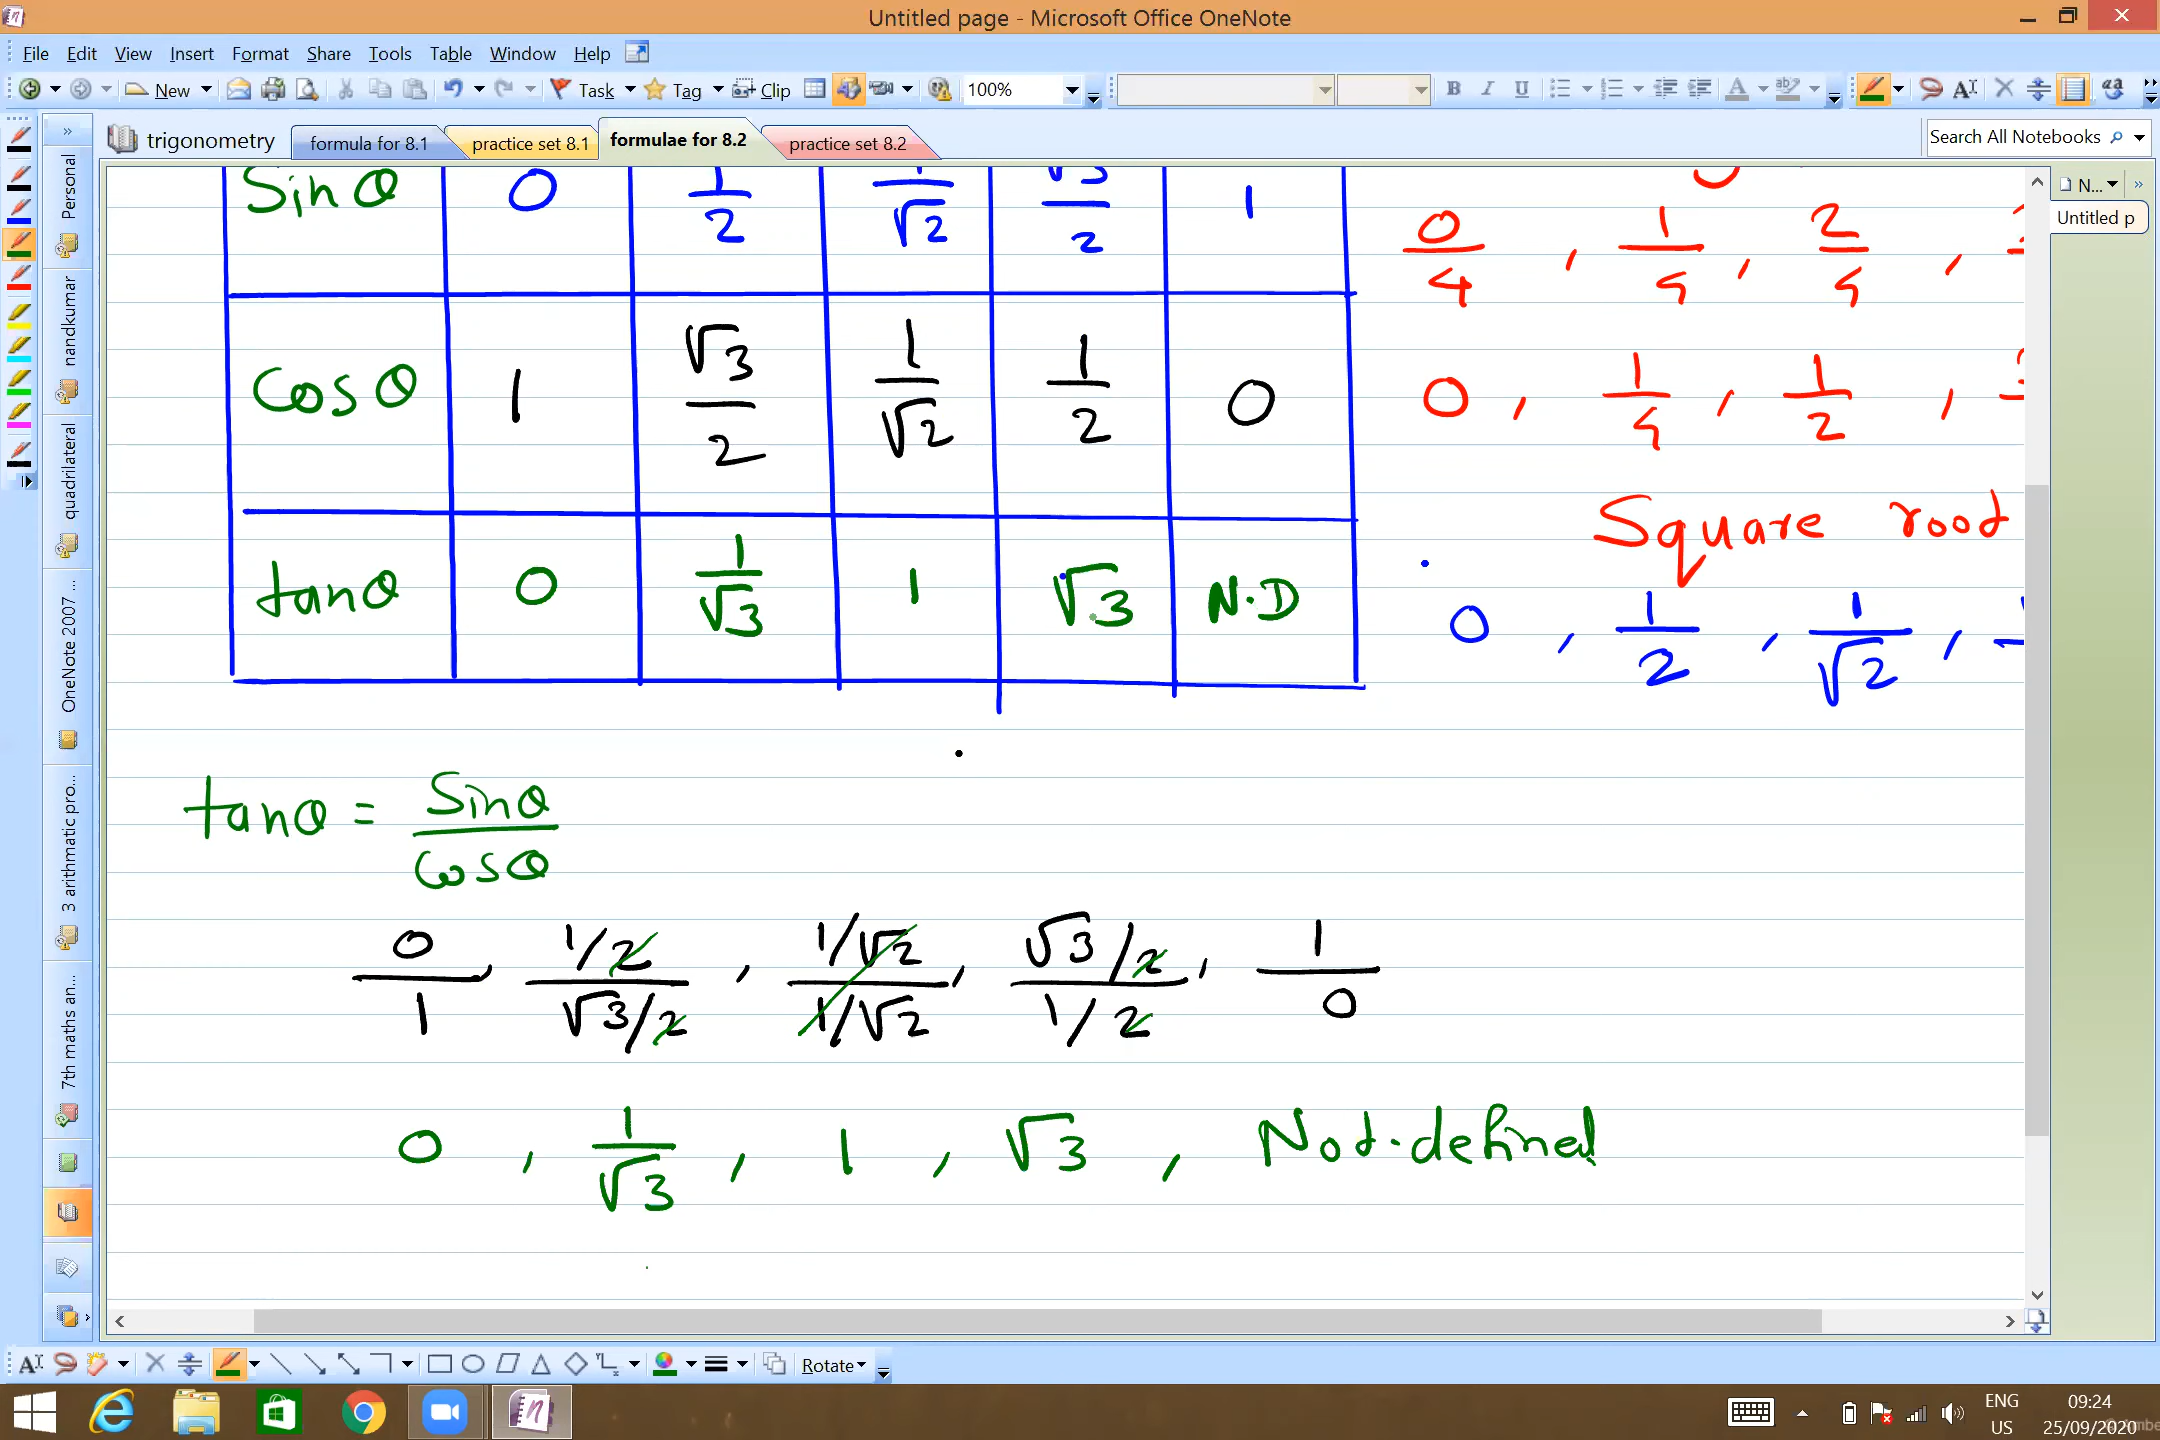 Untitled page - Microsoft Office OneNote
File Edit View Insert Format Share Tools Table Window Help
New Task Tag Clip 100% B I U
trigonometry formula for 8.1 practice set 8.1 formulae for 8.2 practice set 8.2 Search All Notebooks
N...
Untitled p
Personal
nandkumar
quadrilateral
OneNote 2007 ...
3 arithmatic pro...
7th maths an...
Sin θ 0 1/2 1/√2 √3/2 1
Cos θ 1 √3/2 1/√2 1/2 0
tan θ 0 1/√3 1 √3 N.D
0/4 , 1/4 , 2/4 ,
0 , 1/4 , 1/2 ,
Square root
0 , 1/2 , 1/√2 ,
tan θ = Sin θ / Cos θ
0/1 , (1/2)/(√3/2) , (1/√2)/(1/√2) , (√3/2)/(1/2) , 1/0
0 , 1/√3 , 1 , √3 , Not-defined
Rotate
ENG
US
09:24
25/09/2020